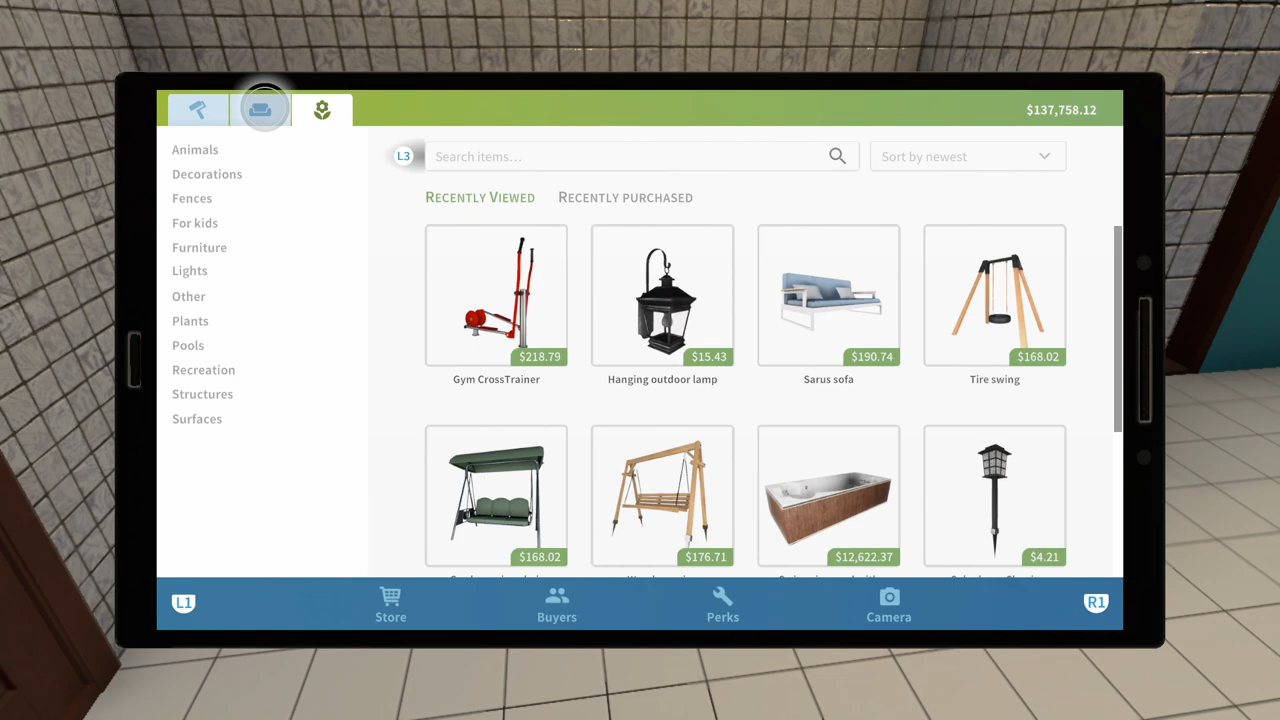 $137,758.12
Animals
Decorations
Fences
For kids
Furniture
Lights
Other
Plants
Pools
Recreation
Structures
Surfaces
L3
Search items...
Sort by newest
RECENTLY VIEWED
RECENTLY PURCHASED
$218.79
$15.43
$190.74
$168.02
Gym CrossTrainer
Hanging outdoor lamp
Sarus sofa
Tire swing
$168.02
$176.71
$12,622.37
$4.21
L1
Store
Buyers
Perks
Camera
R1